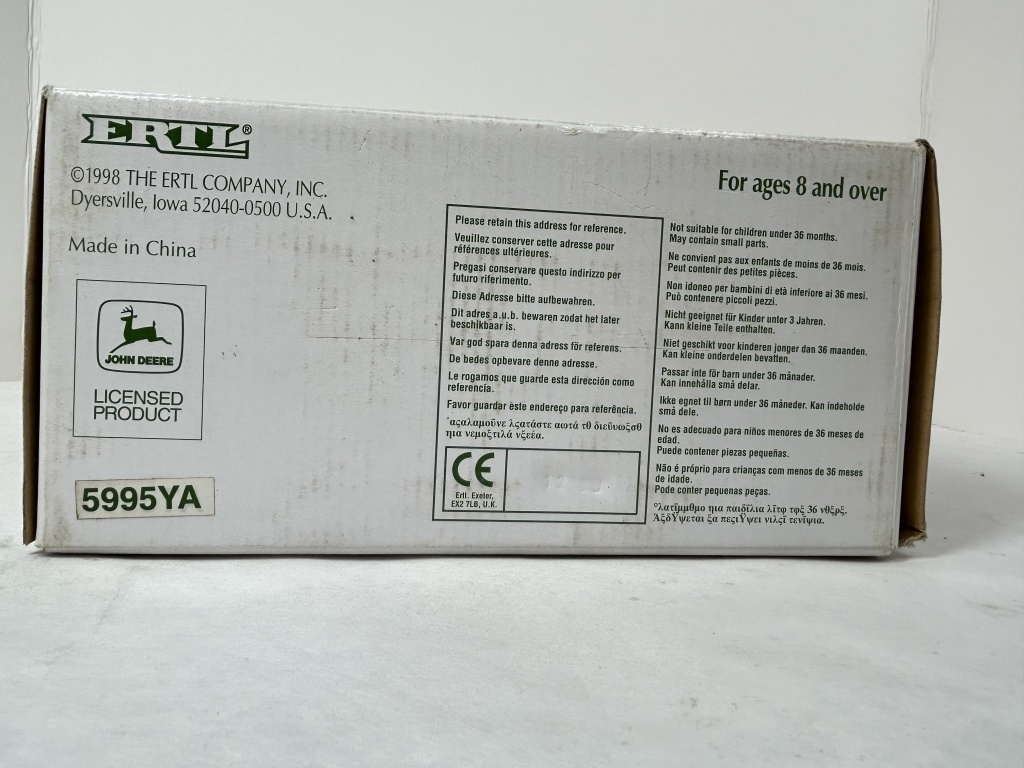 ERTL®
©1998 THE ERTL COMPANY, INC.
Dyersville, Iowa 52040-0500 U.S.A.
Made in China
JOHN DEERE
LICENSED
PRODUCT
5995YA
Please retain this address for reference.
Veuillez conserver cette adresse pour
références ultérieures.
Pregasi conservare questo indirizzo per
futuro riferimento.
Diese Adresse bitte aufbewahren.
Dit adres a.u.b. bewaren zodat het later
beschikbaar is.
Var god spara denna adress för referens.
De bedes opbevare denne adresse.
Le rogamos que guarde esta dirección como
referencia.
Favor guardar este endereço para referência.
CE
Ertl. Exeter,
EX2 7LB, U.K.
For ages 8 and over
Not suitable for children under 36 months.
May contain small parts.
Ne convient pas aux enfants de moins de 36 mois.
Peut contenir des petites pièces.
Non idoneo per bambini di età inferiore ai 36 mesi.
Può contenere piccoli pezzi.
Nicht geeignet für Kinder unter 3 Jahren.
Kann kleine Teile enthalten.
Niet geschikt voor kinderen jonger dan 36 maanden.
Kan kleine onderdelen bevatten.
Passar inte för barn under 36 månader.
Kan innehålla små delar.
Ikke egnet til børn under 36 måneder. Kan indeholde
små dele.
No es adecuado para niños menores de 36 meses de
edad.
Puede contener piezas pequeñas.
Não é próprio para crianças com menos de 36 meses
de idade.
Pode conter pequenas peças.